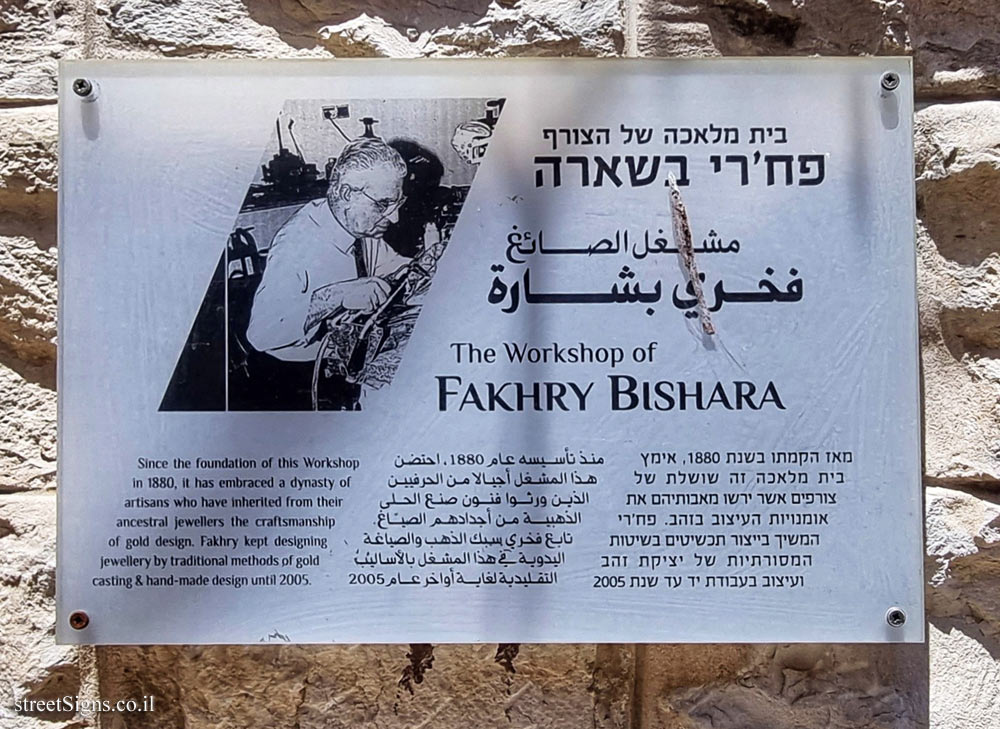 בית מלאכה של הצורף
פח'רי בשארה
مشغل الصائغ
فخري بشارة
The Workshop of
FAKHRY BISHARA
Since the foundation of this Workshop
in 1880, it has embraced a dynasty of
artisans who have inherited from their
ancestral jewellers the craftsmanship
of gold design. Fakhry kept designing
jewellery by traditional methods of gold
casting & hand-made design until 2005.
منذ تأسيسه عام 1880، احتضن
هذا المشغل أجيالا من الحرفيين
الذين ورثوا فنون صنع الحلى
الذهبية من أجدادهم الصيّاغ.
تابع فخري سبك الذهب والصياغة
اليدوية في هذا المشغل بالأساليب
التقليدية لغاية أواخر عام 2005
מאז הקמתו בשנת 1880, אימץ
בית מלאכה זה שושלת של
צורפים אשר ירשו מאבותיהם את
אומנויות העיצוב בזהב. פח'רי
המשיך בייצור תכשיטים בשיטות
המסורתיות של יציקת זהב
ועיצוב בעבודת יד עד שנת 2005
streetSigns.co.il